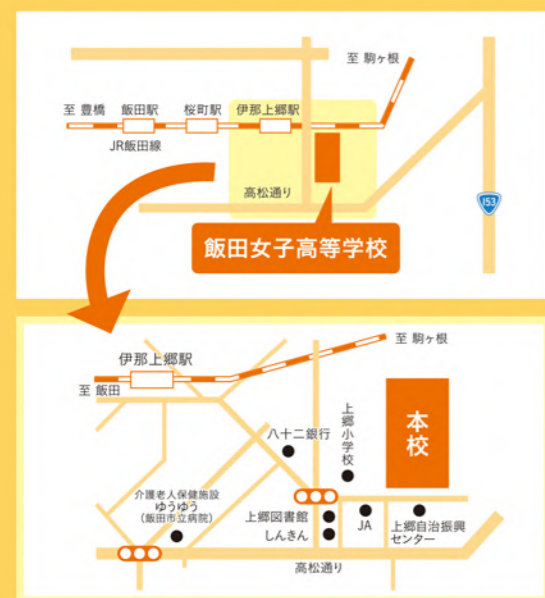 至 駒ヶ根
至 豊橋
飯田駅
桜町駅
伊那上郷駅
JR飯田線
高松通り
153
飯田女子高等学校
至 駒ヶ根
伊那上郷駅
至 飯田
本校
上郷小学校
八十二銀行
介護老人保健施設
ゆうゆう
(飯田市立病院)
上郷図書館
しんきん
JA
上郷自治振興
センター
高松通り